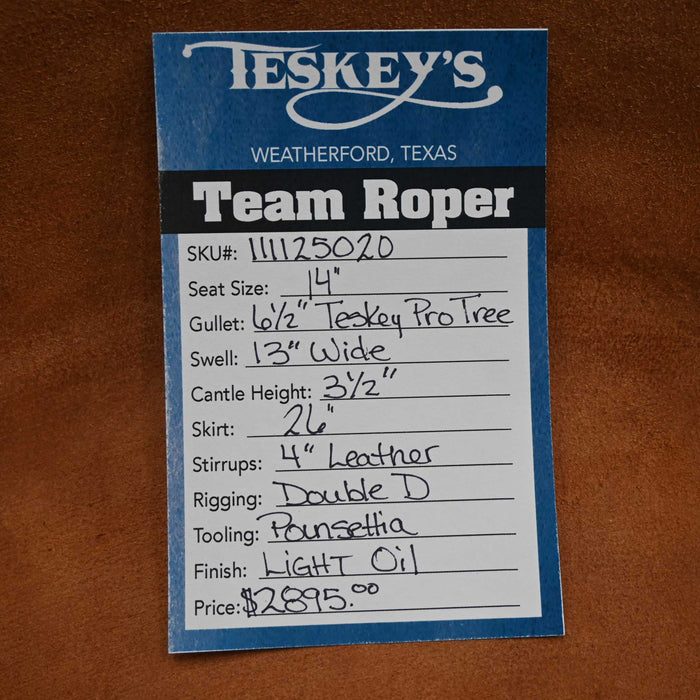 TESKEY'S
WEATHERFORD, TEXAS
Team Roper
SKU#: 111125020
Seat Size: 14"
Gullet: 6½" Teskey Pro Tree
Swell: 13" Wide
Cantle Height: 3½"
Skirt: 26"
Stirrups: 4" Leather
Rigging: Double D
Tooling: Pounsettia
Finish: LIGHT Oil
Price: $2895.00